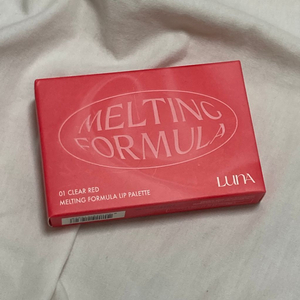 MELTING
FORMULA
01 CLEAR RED
MELTING FORMULA LIP PALETTE
LUNA